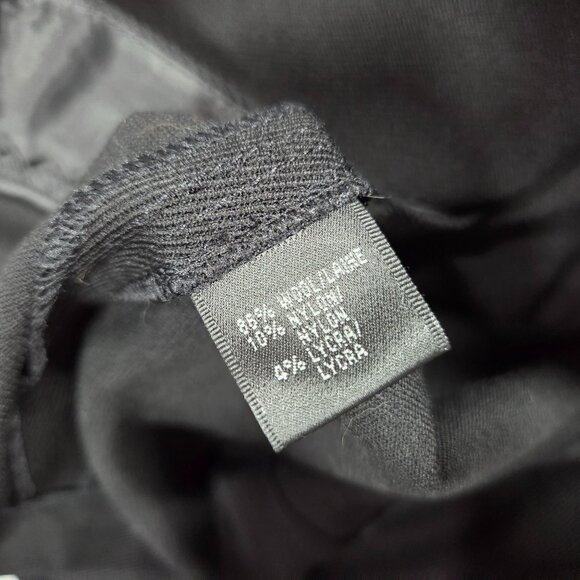 86% WOOL/LAINE
10% NYLON/
NYLON
4% LYCRA/
LYCRA